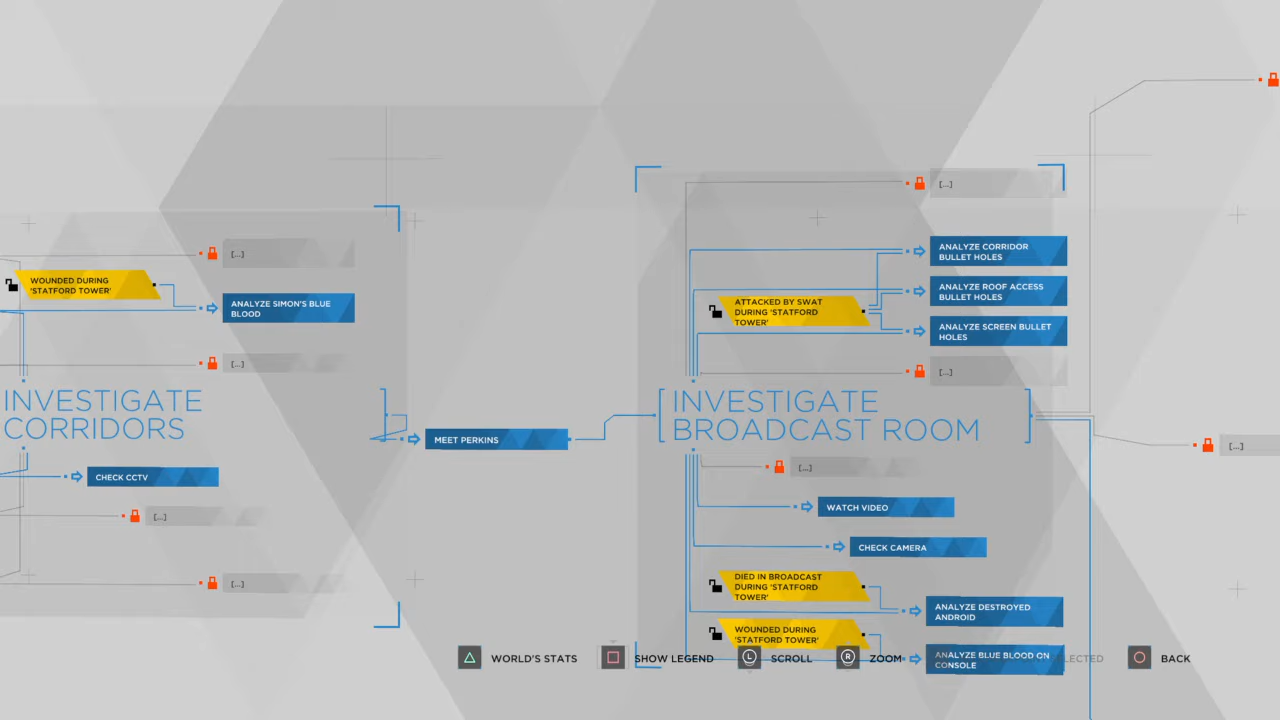 [...]
WOUNDED DURING
'STATFORD TOWER'
ANALYZE SIMON'S BLUE
BLOOD
[...]
INVESTIGATE
CORRIDORS
CHECK CCTV
[...]
[...]
MEET PERKINS
[...]
ANALYZE CORRIDOR
BULLET HOLES
ANALYZE ROOF ACCESS
BULLET HOLES
ATTACKED BY SWAT
DURING 'STATFORD
TOWER'
ANALYZE SCREEN BULLET
HOLES
[...]
INVESTIGATE
BROADCAST ROOM
[...]
[...]
WATCH VIDEO
CHECK CAMERA
DIED IN BROADCAST
DURING 'STATFORD
TOWER'
ANALYZE DESTROYED
ANDROID
WOUNDED DURING
'STATFORD TOWER'
ANALYZE BLUE BLOOD ON
CONSOLE
WORLD'S STATS
SHOW LEGEND
L
SCROLL
R
ZOOM
BACK